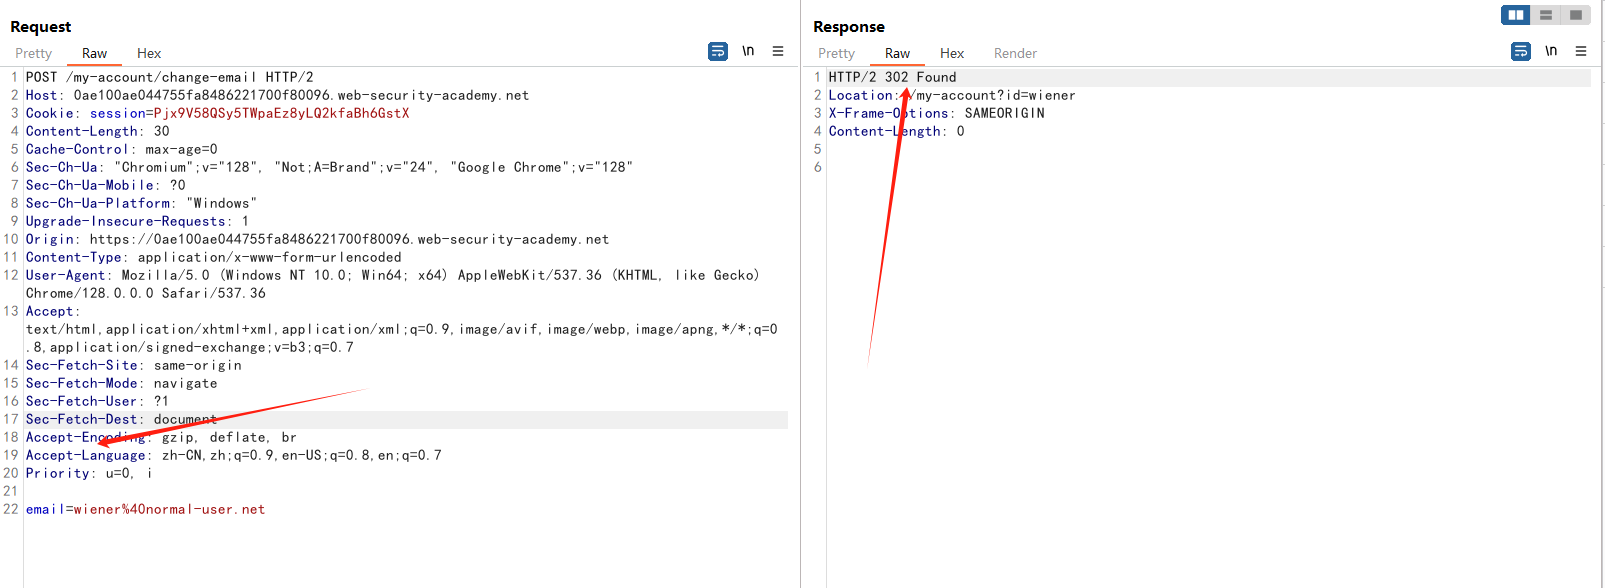 Request
Pretty Raw Hex
\n
1 POST /my-account/change-email HTTP/2
2 Host: 0ae100ae044755fa8486221700f80096.web-security-academy.net
3 Cookie: session=Pjx9V58QSy5TWpaEz8yLQ2kfaBh6GstX
4 Content-Length: 30
5 Cache-Control: max-age=0
6 Sec-Ch-Ua: "Chromium";v="128", "Not;A=Brand";v="24", "Google Chrome";v="128"
7 Sec-Ch-Ua-Mobile: ?0
8 Sec-Ch-Ua-Platform: "Windows"
9 Upgrade-Insecure-Requests: 1
10 Origin: https://0ae100ae044755fa8486221700f80096.web-security-academy.net
11 Content-Type: application/x-www-form-urlencoded
12 User-Agent: Mozilla/5.0 (Windows NT 10.0; Win64; x64) AppleWebKit/537.36 (KHTML, like Gecko)
Chrome/128.0.0.0 Safari/537.36
13 Accept:
text/html,application/xhtml+xml,application/xml;q=0.9,image/avif,image/webp,image/apng,*/*;q=0
.8,application/signed-exchange;v=b3;q=0.7
14 Sec-Fetch-Site: same-origin
15 Sec-Fetch-Mode: navigate
16 Sec-Fetch-User: ?1
17 Sec-Fetch-Dest: document
18 Accept-Encoding: gzip, deflate, br
19 Accept-Language: zh-CN,zh;q=0.9,en-US;q=0.8,en;q=0.7
20 Priority: u=0, i
21
22 email=wiener%40normal-user.net
Response
Pretty Raw Hex Render
\n
1 HTTP/2 302 Found
2 Location: /my-account?id=wiener
3 X-Frame-Options: SAMEORIGIN
4 Content-Length: 0
5
6